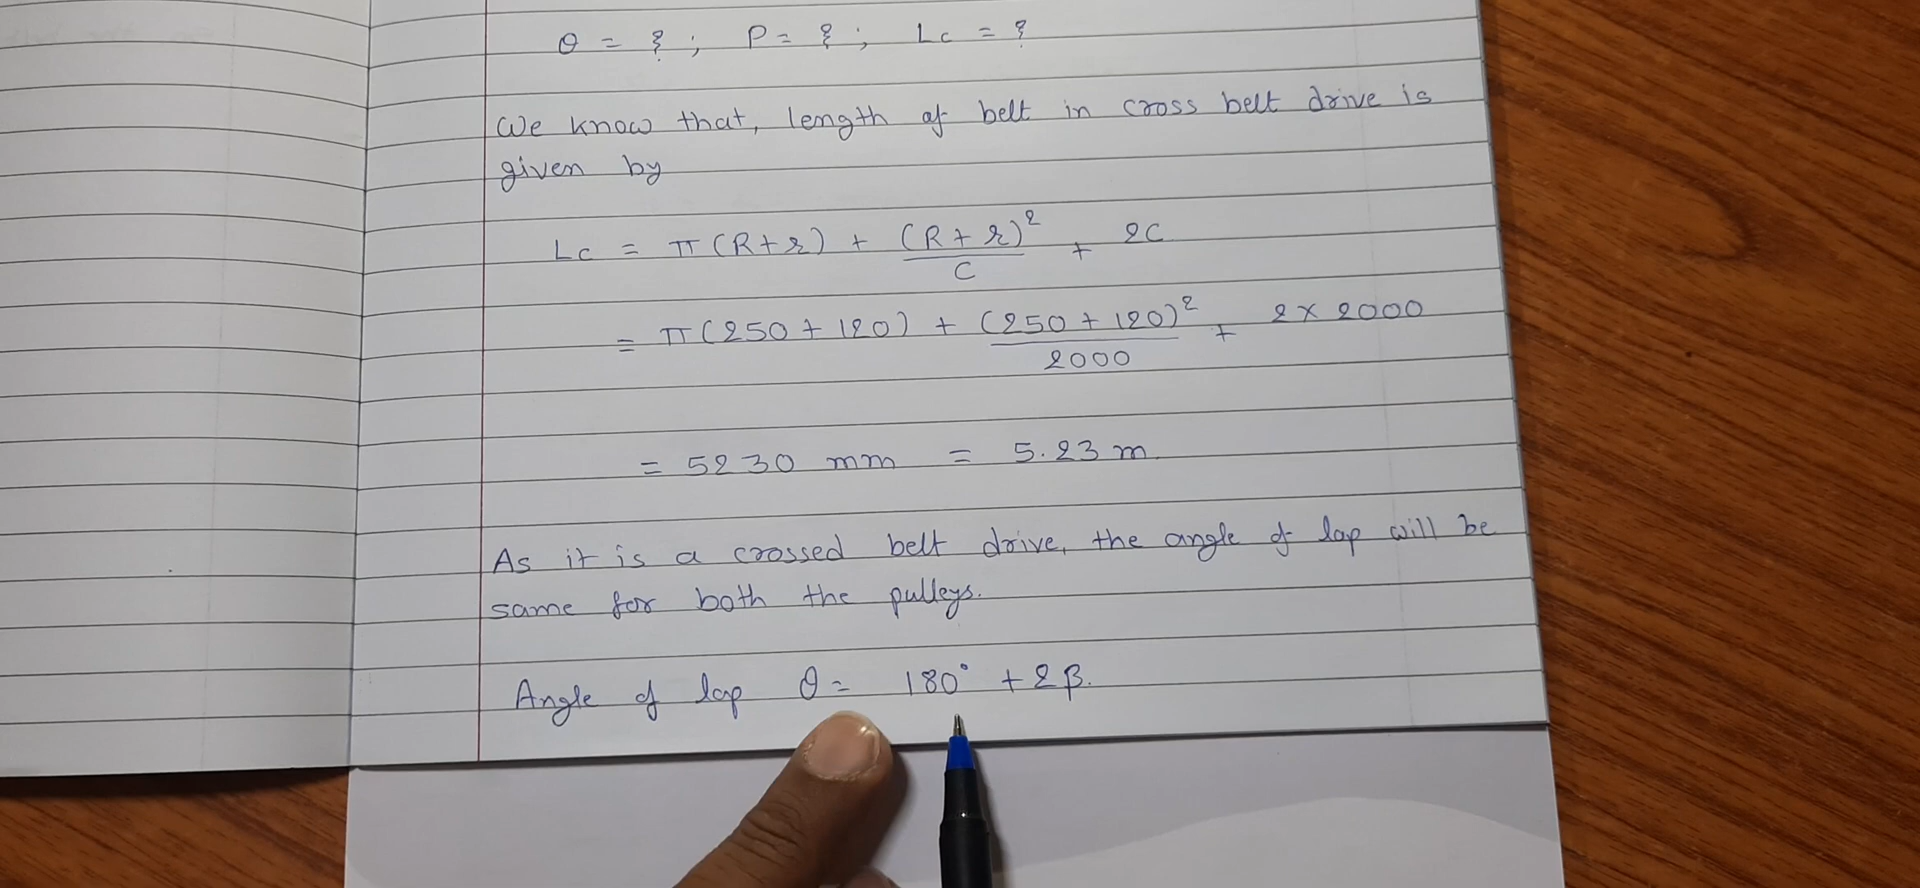 θ = ? ; P = ? ; Lc = ?
We know that, length of belt in cross belt drive is
given by
Lc = π(R+r) + (R+r)²/C + 2C
= π(250+120) + (250+120)²/2000 + 2×2000
= 5230 mm = 5.23 m.
As it is a crossed belt drive, the angle of lap will be
same for both the pulleys.
Angle of lap θ = 180° + 2β.